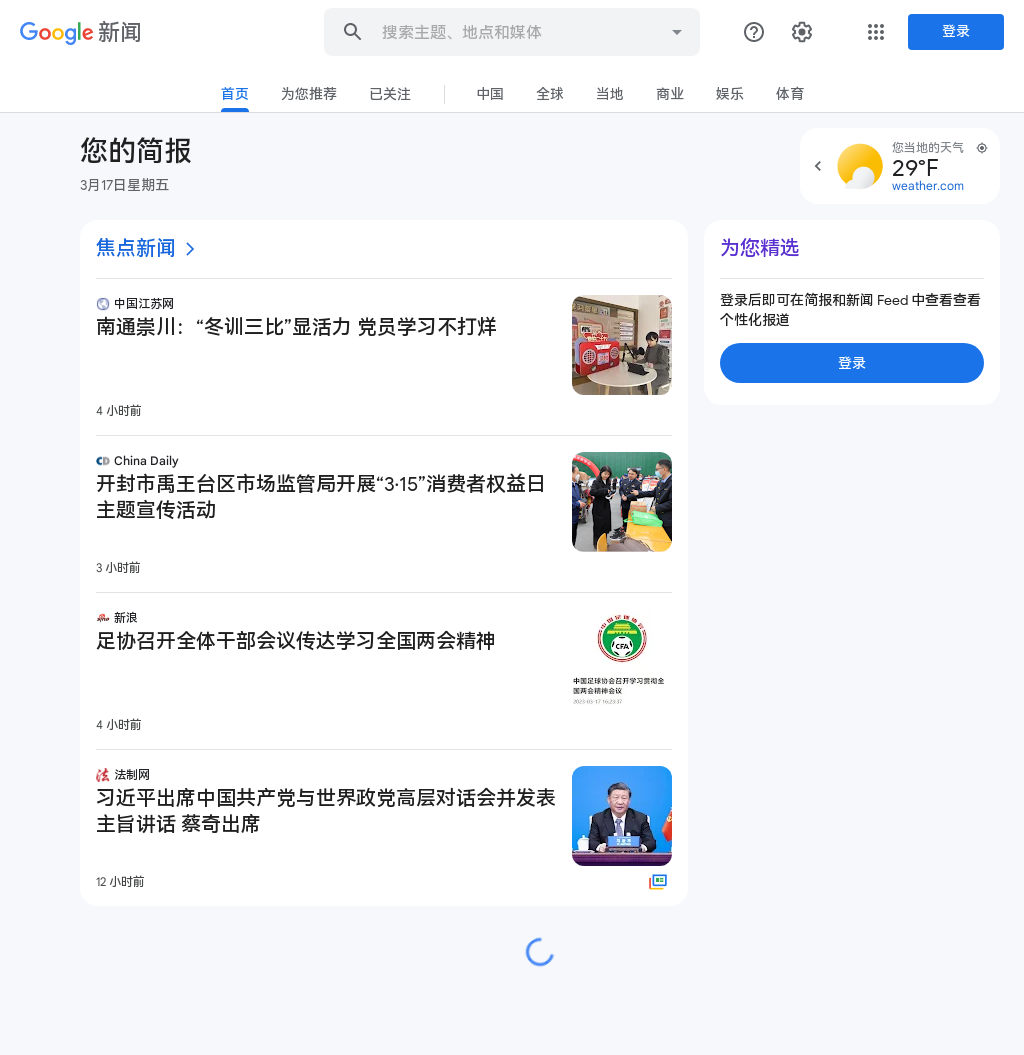 Google 新闻
搜索主题、地点和媒体
登录
首页
为您推荐
已关注
中国
全球
当地
商业
娱乐
体育
您的简报
3月17日星期五
您当地的天气
29°F
weather.com
焦点新闻
中国江苏网
南通崇川：“冬训三比”显活力 党员学习不打烊
4 小时前
China Daily
开封市禹王台区市场监管局开展“3·15”消费者权益日
主题宣传活动
3 小时前
新浪
足协召开全体干部会议传达学习全国两会精神
CFA
中国足球协会召开学习贯彻全
国两会精神会议
2023-03-17 16:23:37
4 小时前
法制网
习近平出席中国共产党与世界政党高层对话会并发表
主旨讲话 蔡奇出席
12 小时前
为您精选
登录后即可在简报和新闻 Feed 中查看查看
个性化报道
登录